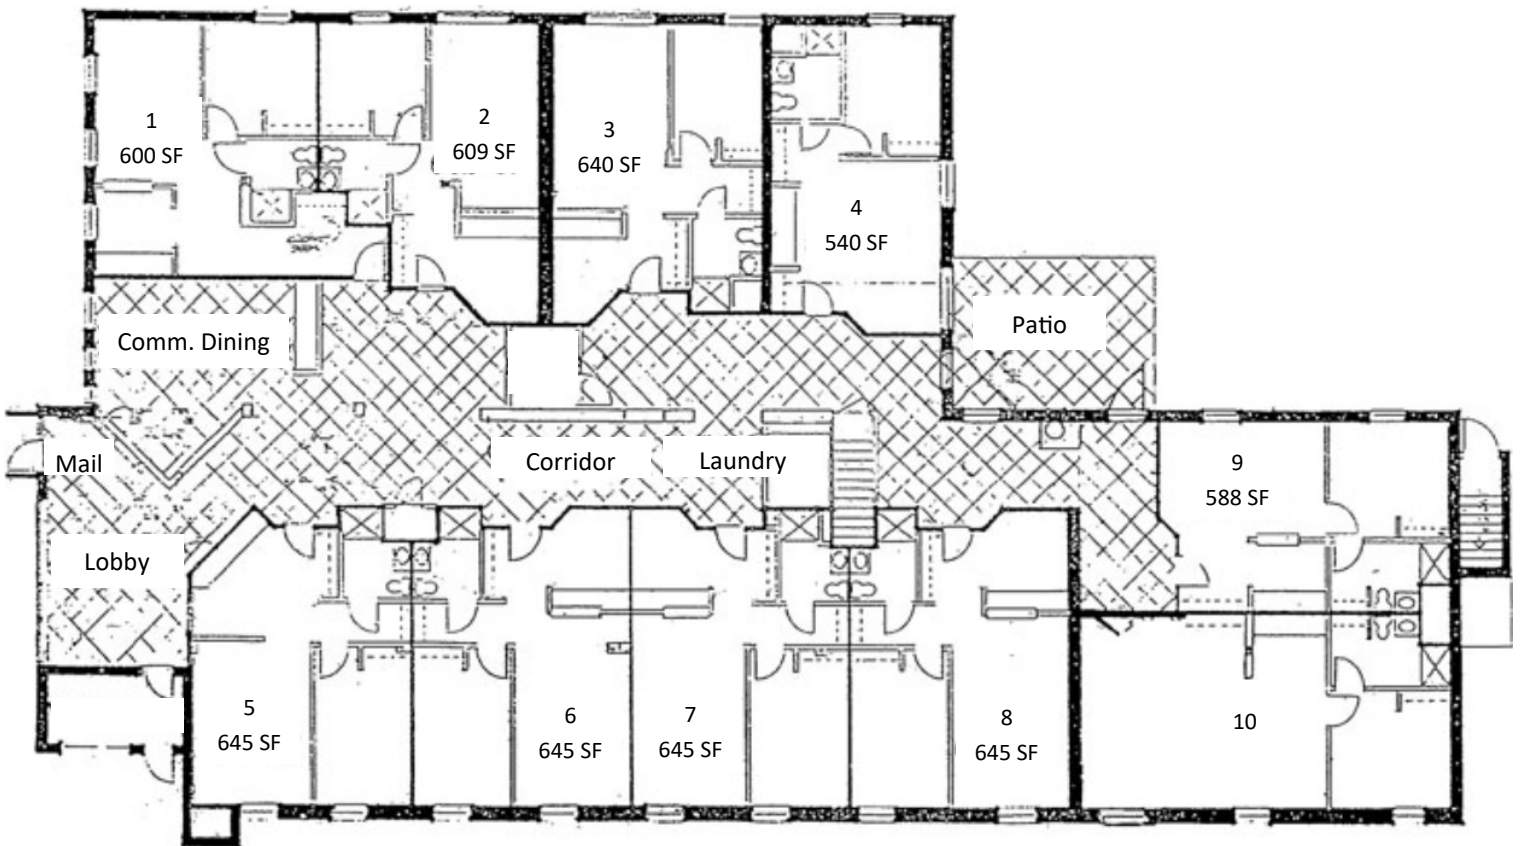 1
600 SF
2
609 SF
3
640 SF
4
540 SF
Patio
Comm. Dining
Mail
Corridor
Laundry
9
588 SF
Lobby
5
645 SF
6
645 SF
7
645 SF
8
645 SF
10